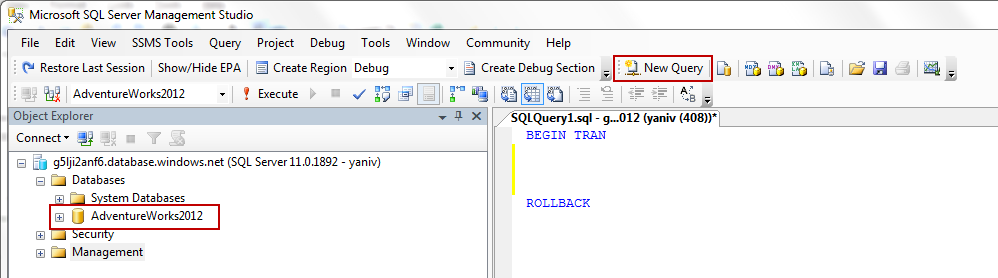 Microsoft SQL Server Management Studio
File Edit View SSMS Tools Query Project Debug Tools Window Community Help
Restore Last Session Show/Hide EPA Create Region Debug Create Debug Section New Query
AdventureWorks2012 Execute
Object Explorer
SQLQuery1.sql - g...012 (yaniv (408))*
Connect
BEGIN TRAN
g5lji2anf6.database.windows.net (SQL Server 11.0.1892 - yaniv)
Databases
System Databases
ROLLBACK
AdventureWorks2012
Security
Management